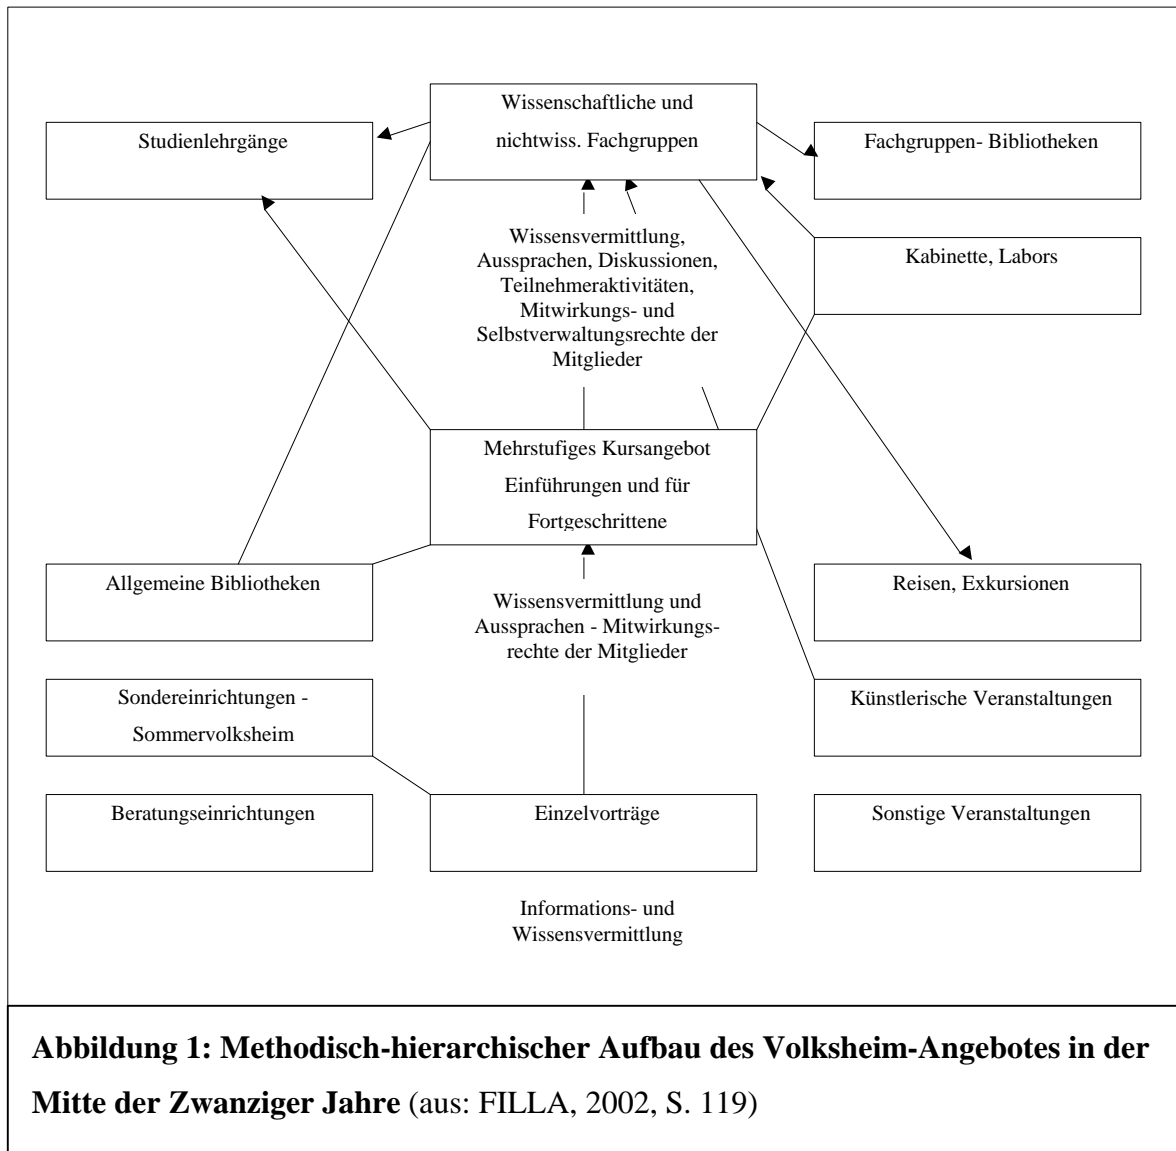 Wissenschaftliche und
nichtwiss. Fachgruppen
Studienlehrgänge
Fachgruppen- Bibliotheken
Wissensvermittlung,
Aussprachen, Diskussionen,
Teilnehmeraktivitäten,
Mitwirkungs- und
Selbstverwaltungsrechte der
Mitglieder
Kabinette, Labors
Mehrstufiges Kursangebot
Einführungen und für
Fortgeschrittene
Allgemeine Bibliotheken
Wissensvermittlung und
Aussprachen - Mitwirkungs-
rechte der Mitglieder
Reisen, Exkursionen
Sondereinrichtungen -
Sommervolksheim
Künstlerische Veranstaltungen
Beratungseinrichtungen
Einzelvorträge
Sonstige Veranstaltungen
Informations- und
Wissensvermittlung
Abbildung 1: Methodisch-hierarchischer Aufbau des Volksheim-Angebotes in der
Mitte der Zwanziger Jahre (aus: FILLA, 2002, S. 119)